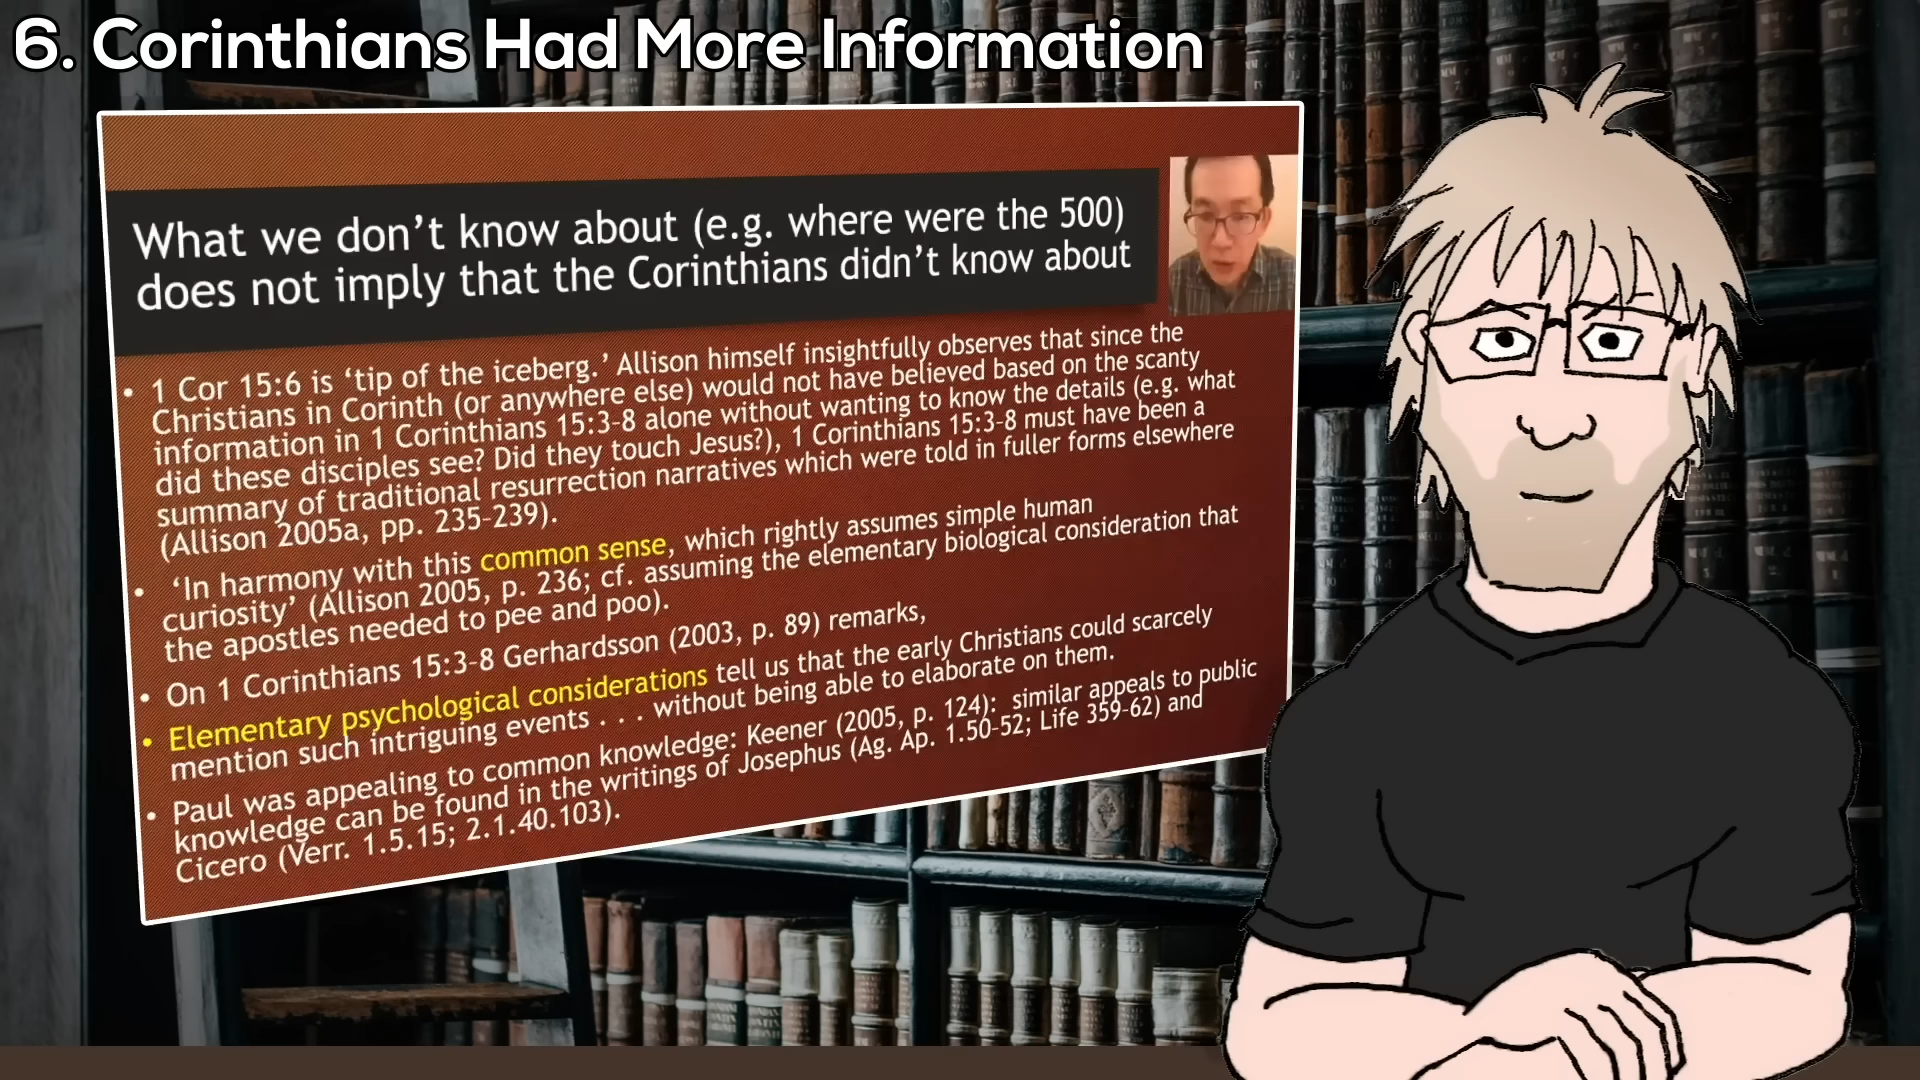 6. Corinthians Had More Information
What we don't know about (e.g. where were the 500)
does not imply that the Corinthians didn't know about
• 1 Cor 15:6 is ‘tip of the iceberg.’ Allison himself insightfully observes that since the
Christians in Corinth (or anywhere else) would not have believed based on the scanty
information in 1 Corinthians 15:3-8 alone without wanting to know the details (e.g. what
did these disciples see? Did they touch Jesus?), 1 Corinthians 15:3-8 must have been a
summary of traditional resurrection narratives which were told in fuller forms elsewhere
(Allison 2005a, pp. 235-239).
• ‘In harmony with this common sense, which rightly assumes simple human
curiosity’ (Allison 2005, p. 236; cf. assuming the elementary biological consideration that
the apostles needed to pee and poo).
• On 1 Corinthians 15:3-8 Gerhardsson (2003, p. 89) remarks,
• Elementary psychological considerations tell us that the early Christians could scarcely
mention such intriguing events . . . without being able to elaborate on them.
• Paul was appealing to common knowledge: Keener (2005, p. 124): similar appeals to public
knowledge can be found in the writings of Josephus (Ag. Ap. 1.50-52; Life 359-62) and
Cicero (Verr. 1.5.15; 2.1.40.103).